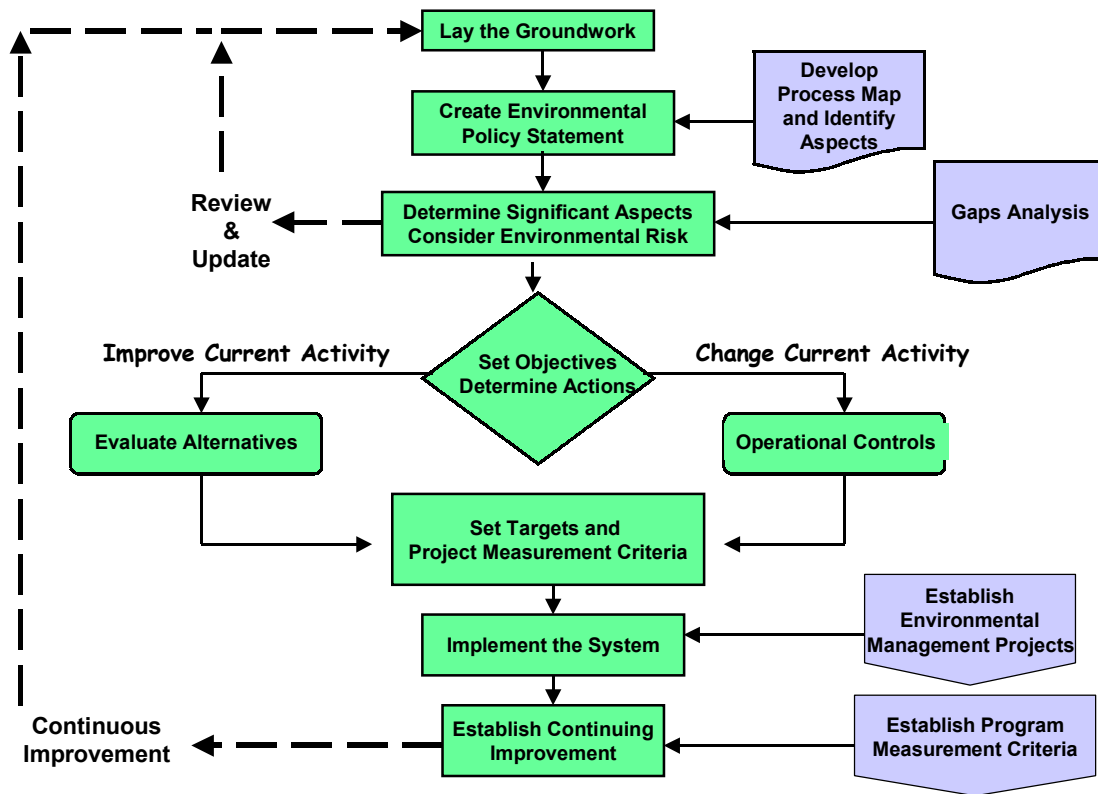 Lay the Groundwork
Develop
Process Map
and Identify
Aspects
Create Environmental
Policy Statement
Review
&
Update
Determine Significant Aspects
Consider Environmental Risk
Gaps Analysis
Improve Current Activity
Set Objectives
Determine Actions
Change Current Activity
Evaluate Alternatives
Operational Controls
Set Targets and
Project Measurement Criteria
Establish
Environmental
Management Projects
Implement the System
Continuous
Improvement
Establish Continuing
Improvement
Establish Program
Measurement Criteria